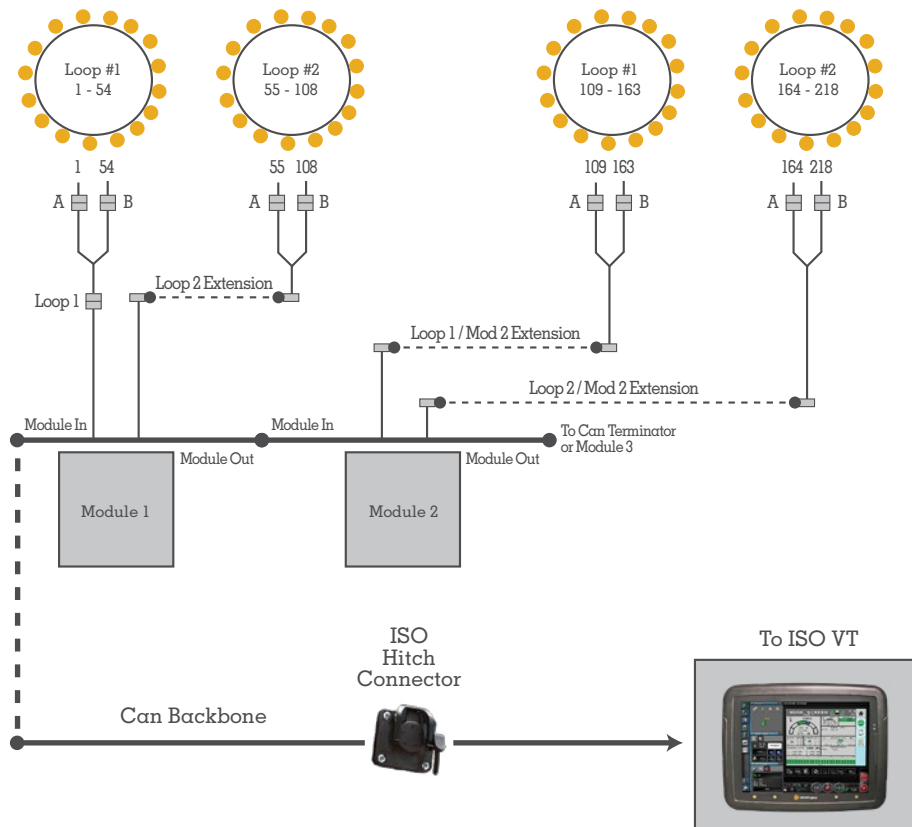 Loop #1
1 - 54
Loop #2
55 - 108
Loop #1
109 - 163
Loop #2
164 - 218
1 54
55 108
109 163
164 218
A B
A B
A B
A B
Loop 1
Loop 2 Extension
Loop 1 / Mod 2 Extension
Loop 2 / Mod 2 Extension
Module In
Module In
To Can Terminator
or Module 3
Module Out
Module Out
Module 1
Module 2
ISO
Hitch
Connector
To ISO VT
Can Backbone